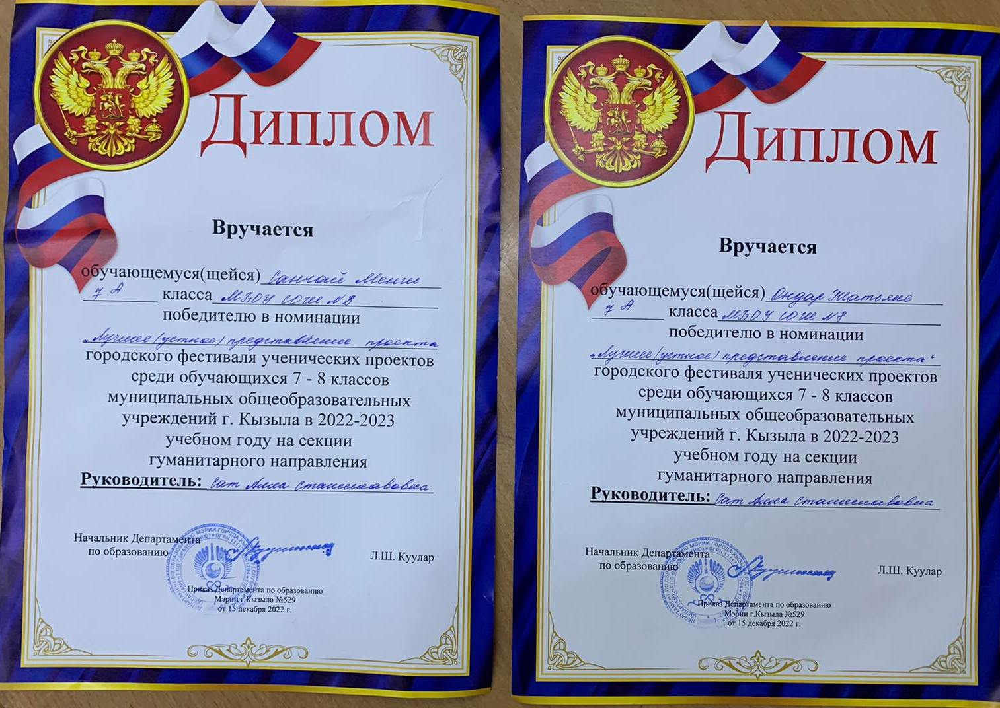 Диплом
Вручается
обучающемуся(щейся) Санчай Менги
7 А класса МБОУ СОШ №8
победителю в номинации
„Лучшее (устное) представление проекта
городского фестиваля ученических проектов
среди обучающихся 7 - 8 классов
муниципальных общеобразовательных
учреждений г. Кызыла в 2022-2023
учебном году на секции
гуманитарного направления
Руководитель: Сат Алла Станиславовна
Начальник Департамента
по образованию
Л.Ш. Куулар
Приказ Департамента по образованию
Мэрии г.Кызыла №529
от 15 декабря 2022 г.
Диплом
Вручается
обучающемуся(щейся) Ондар Татьяне
7 А класса МБОУ СОШ №8
победителю в номинации
„Лучшее (устное) представление проекта“
городского фестиваля ученических проектов
среди обучающихся 7 - 8 классов
муниципальных общеобразовательных
учреждений г. Кызыла в 2022-2023
учебном году на секции
гуманитарного направления
Руководитель: Сат Алла Станиславовна
Начальник Департамента
по образованию
Л.Ш. Куулар
Приказ Департамента по образованию
Мэрии г.Кызыла №529
от 15 декабря 2022 г.